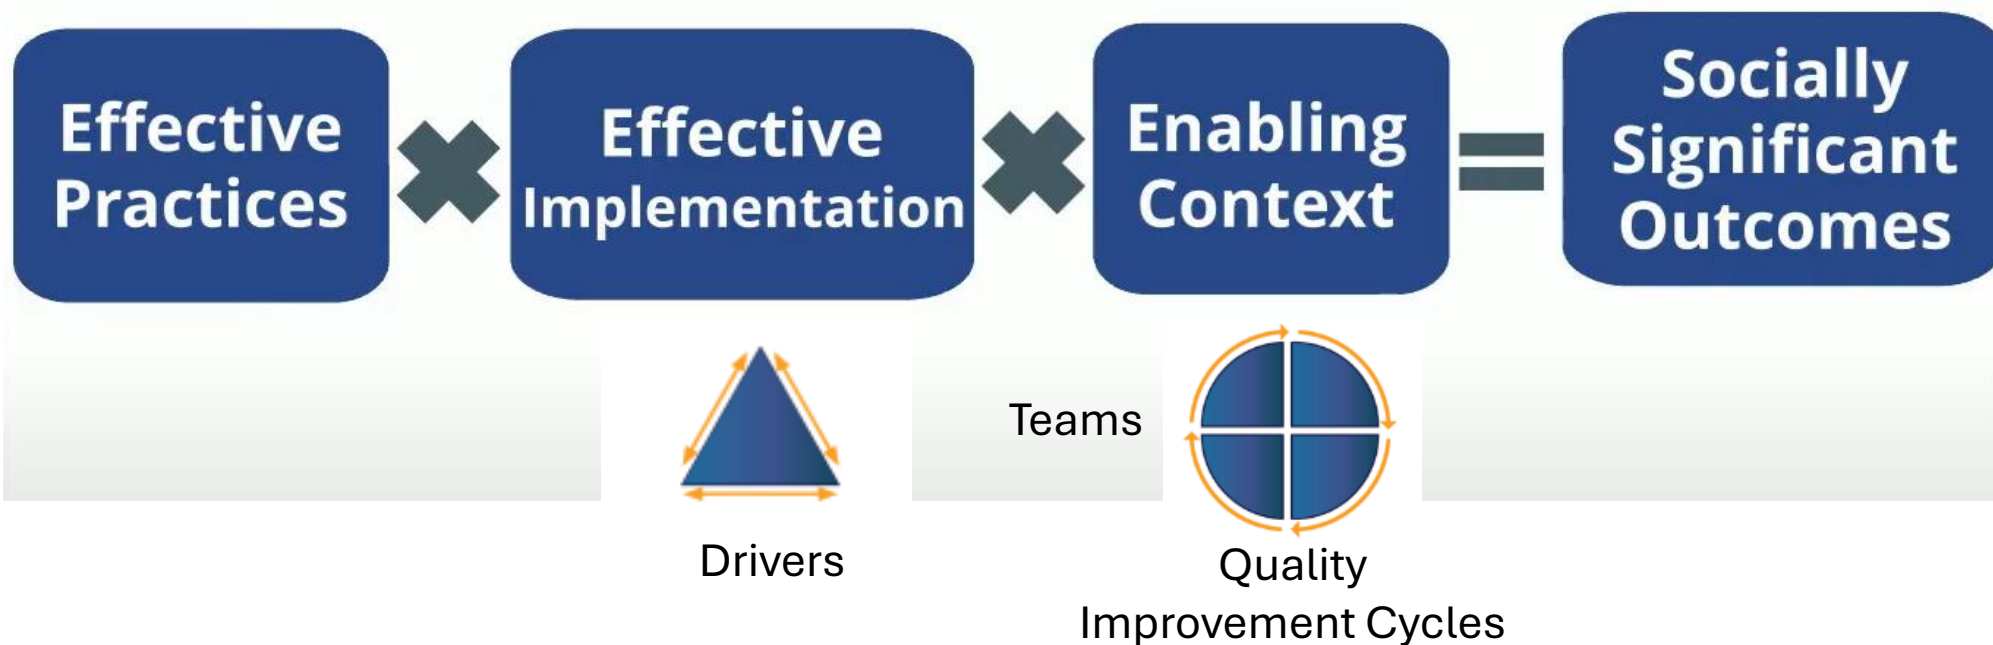 Effective
Practices
Effective
Implementation
Enabling
Context
Socially
Significant
Outcomes
Teams
Drivers
Quality
Improvement Cycles